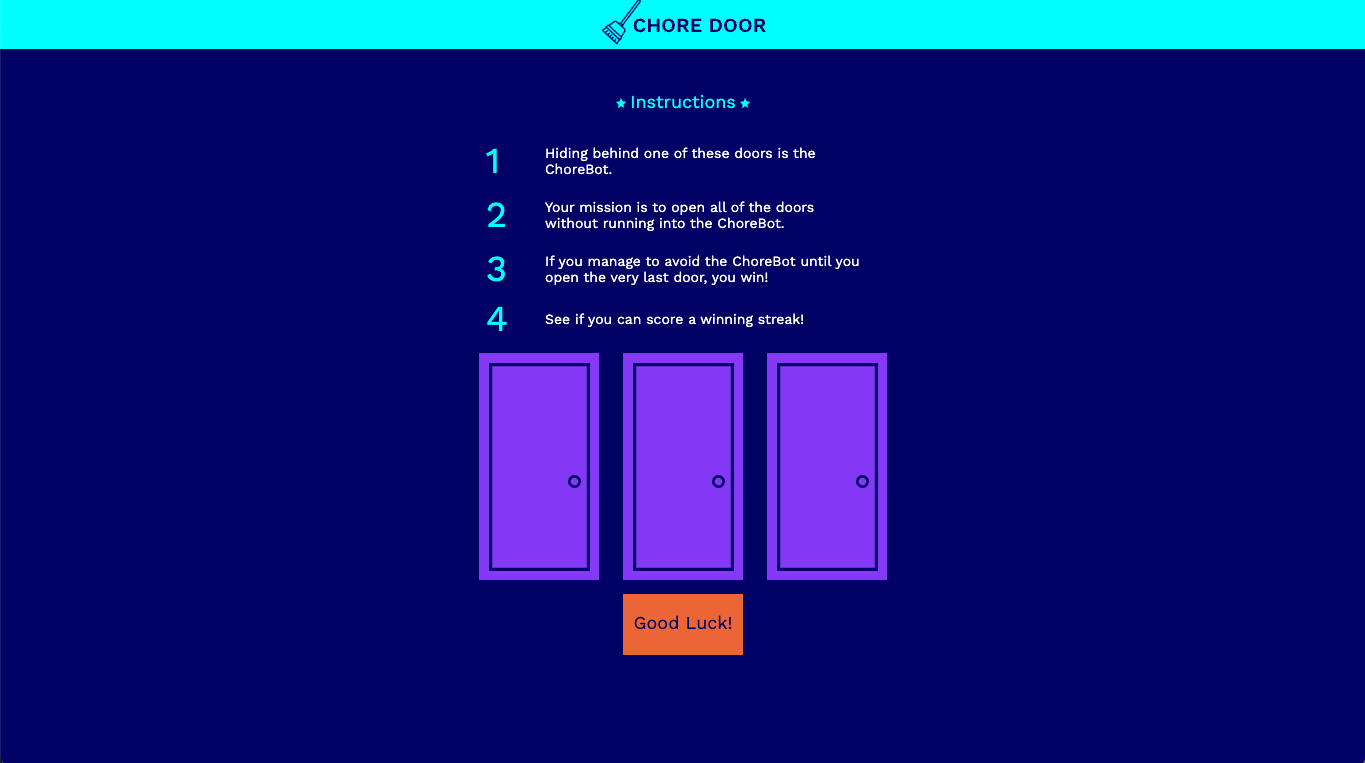 CHORE DOOR
Instructions
1
Hiding behind one of these doors is the
ChoreBot.
2
Your mission is to open all of the doors
without running into the ChoreBot.
3
If you manage to avoid the ChoreBot until you
open the very last door, you win!
4
See if you can score a winning streak!
Good Luck!